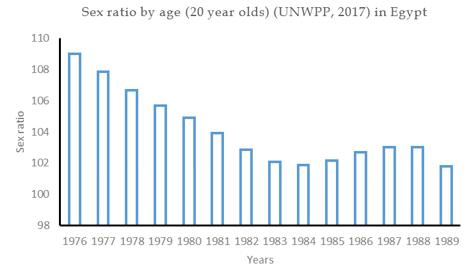 Sex ratio by age (20 year olds) (UNWPP, 2017) in Egypt
110
108
106
104
102
100
98
Sex ratio
1976 1977 1978 1979 1980 1981 1982 1983 1984 1985 1986 1987 1988 1989
Years